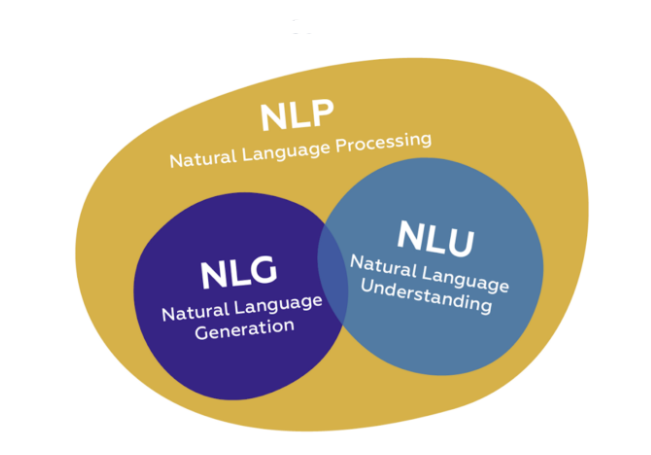 NLP
Natural Language Processing
NLG
Natural Language
Generation
NLU
Natural Language
Understanding